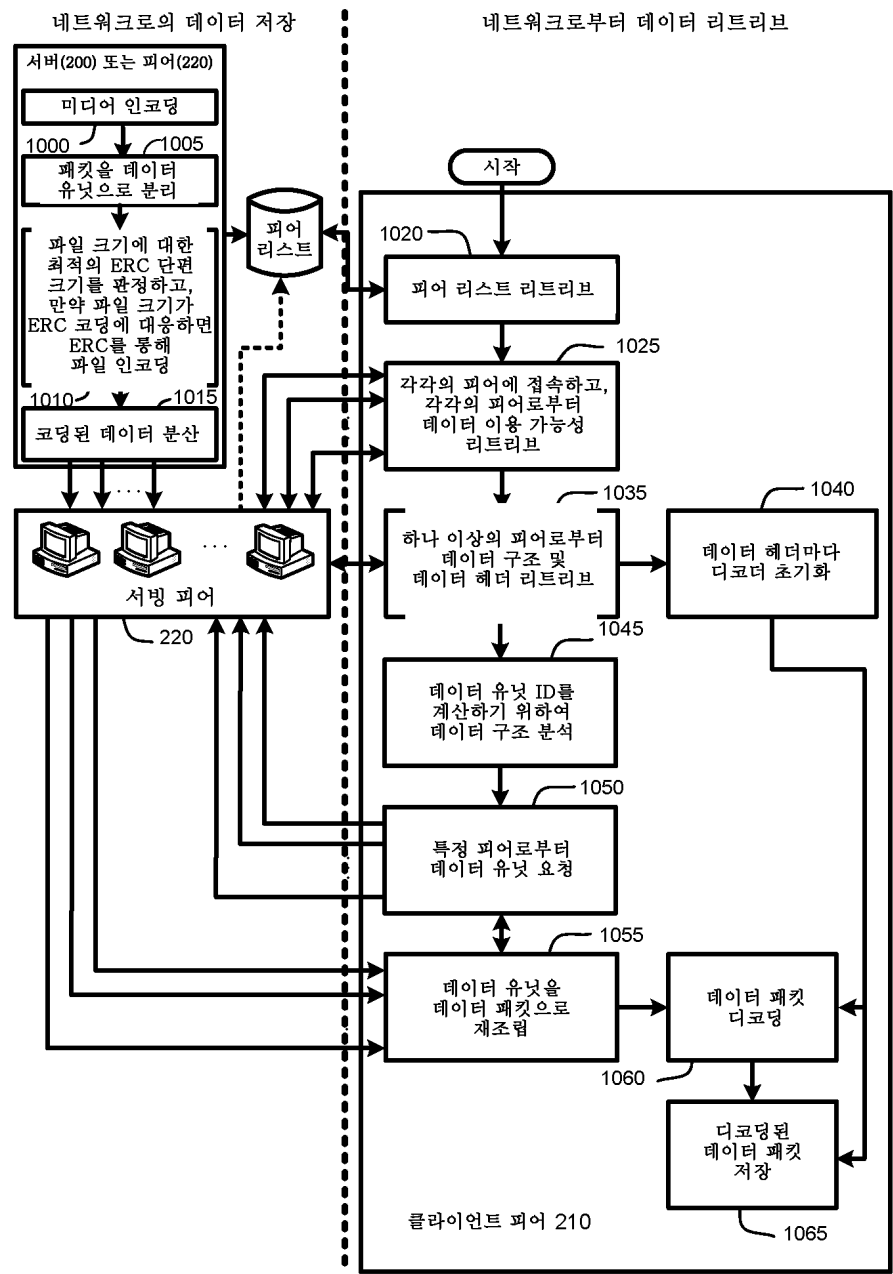 네트워크로의 데이터 저장
네트워크로부터 데이터 리트리브
서버(200) 또는 피어(220)
미디어 인코딩
1000
1005
패킷을 데이터
유닛으로 분리
파일 크기에 대한
최적의 ERC 단편
크기를 판정하고,
만약 파일 크기가
ERC 코딩에 대응하면
ERC를 통해
파일 인코딩
1010
1015
코딩된 데이터 분산
...
피어
리스트
...
서빙 피어
220
시작
1020
피어 리스트 리트리브
1025
각각의 피어에 접속하고,
각각의 피어로부터
데이터 이용 가능성
리트리브
1035
하나 이상의 피어로부터
데이터 구조 및
데이터 헤더 리트리브
1040
데이터 헤더마다
디코더 초기화
1045
데이터 유닛 ID를
계산하기 위하여
데이터 구조 분석
1050
특정 피어로부터
데이터 유닛 요청
1055
데이터 유닛을
데이터 패킷으로
재조립
데이터 패킷
디코딩
1060
디코딩된
데이터 패킷
저장
1065
클라이언트 피어 210